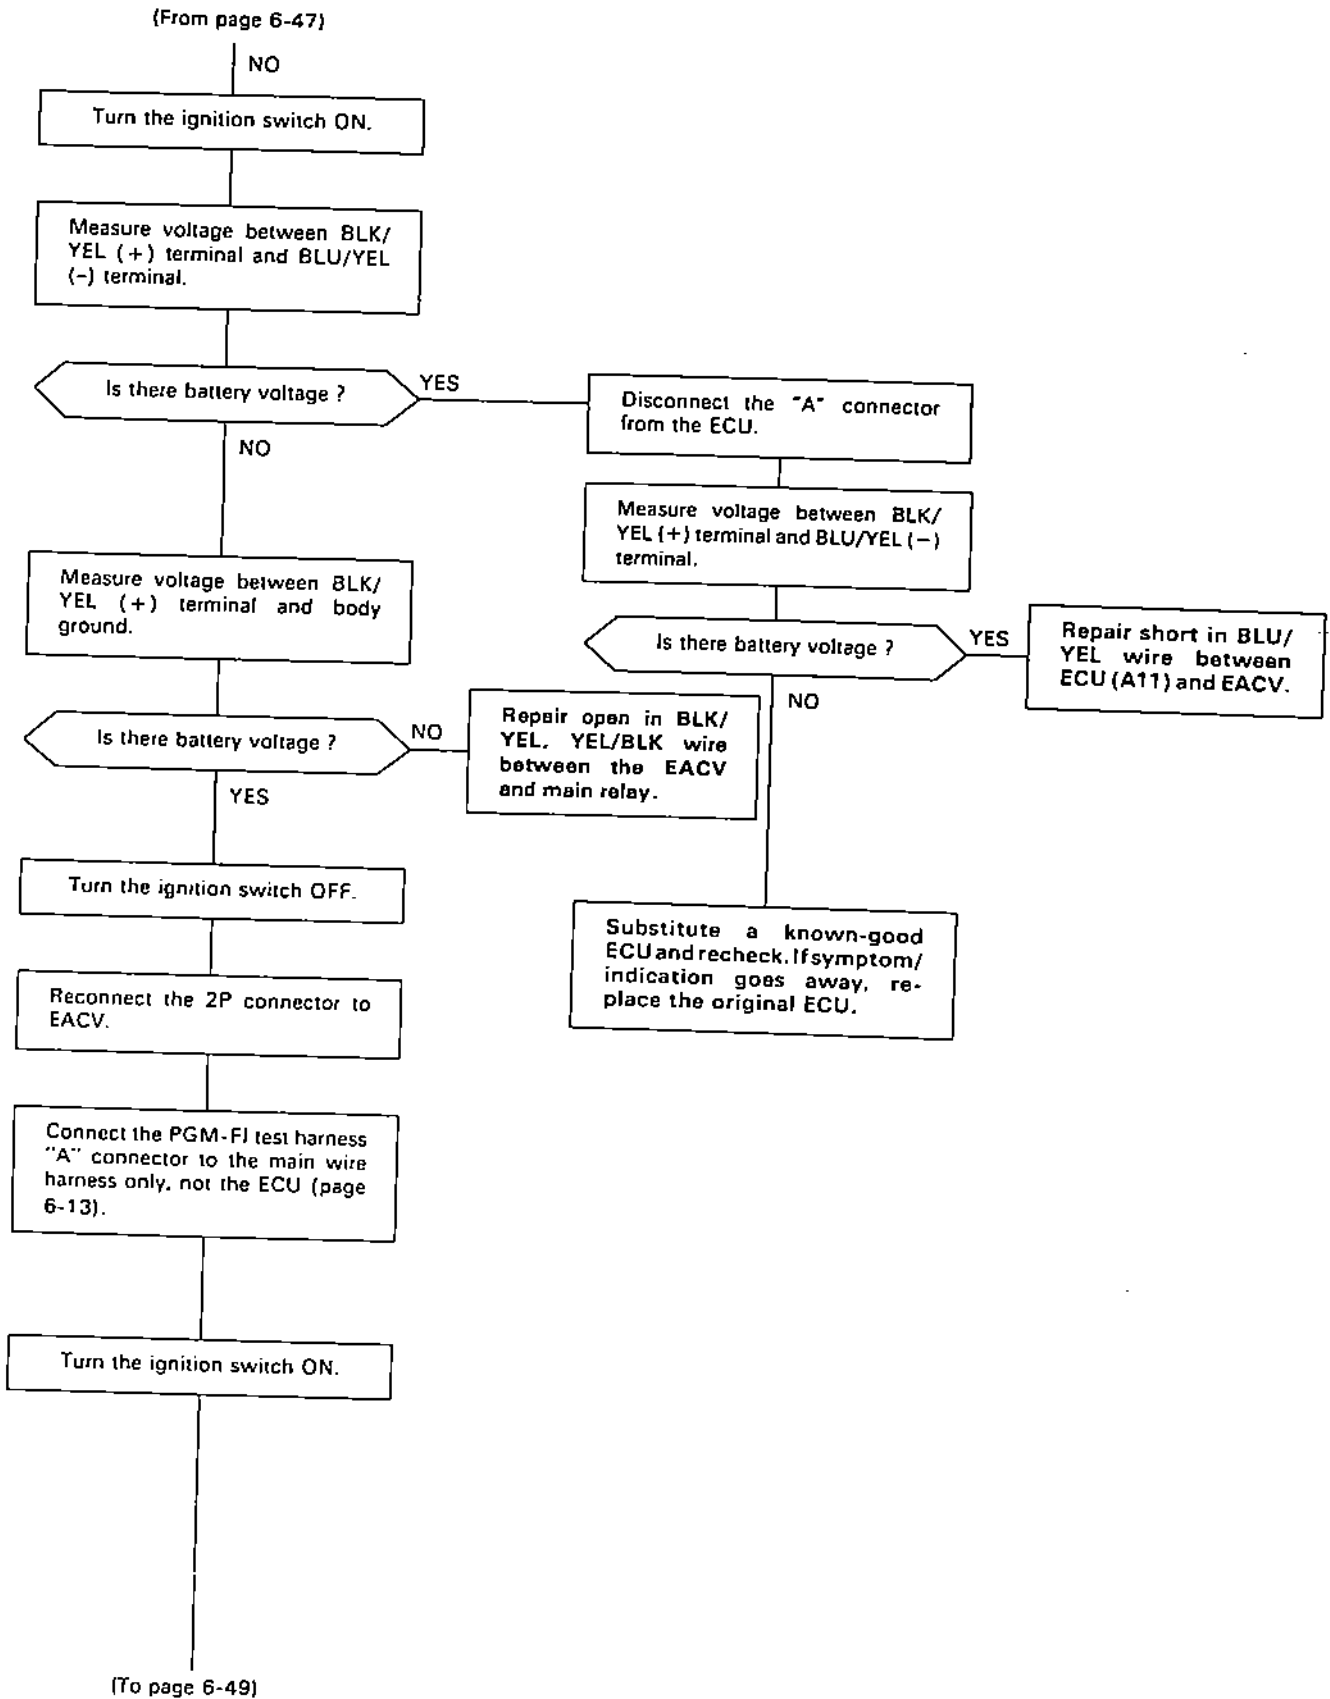 (From page 6-47)
NO
Turn the ignition switch ON.
Measure voltage between BLK/
YEL (+) terminal and BLU/YEL
(-) terminal.
Is there battery voltage ?
YES
NO
Disconnect the "A" connector
from the ECU.
Measure voltage between BLK/
YEL (+) terminal and BLU/YEL (-)
terminal.
Is there battery voltage ?
YES
NO
Repair short in BLU/
YEL wire between
ECU (A11) and EACV.
Substitute a known-good
ECU and recheck. If symptom/
indication goes away, re-
place the original ECU.
Measure voltage between BLK/
YEL (+) terminal and body
ground.
Is there battery voltage ?
NO
YES
Repair open in BLK/
YEL, YEL/BLK wire
between the EACV
and main relay.
Turn the ignition switch OFF.
Reconnect the 2P connector to
EACV.
Connect the PGM-FI test harness
"A" connector to the main wire
harness only, not the ECU (page
6-13).
Turn the ignition switch ON.
(To page 6-49)